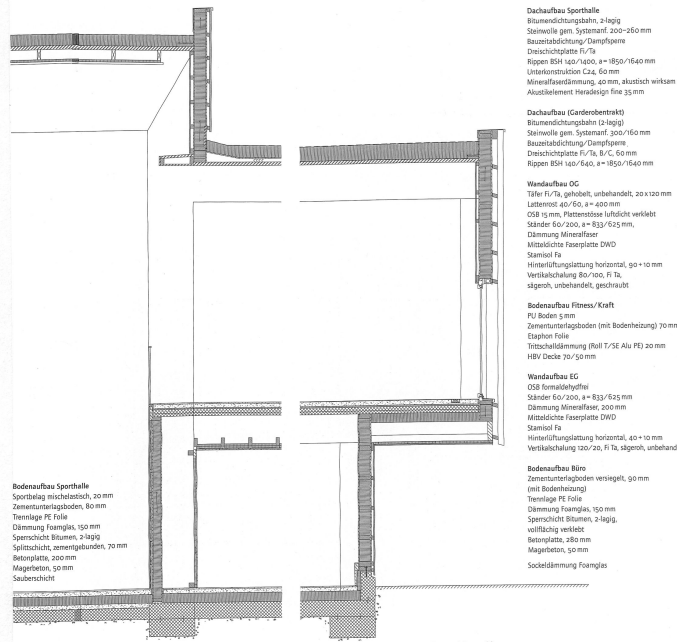 Dachaufbau Sporthalle
Bitumendichtungsbahn, 2-lagig
Steinwolle gem. Systemanf. 200–260 mm
Bauzeitabdichtung/Dampfsperre
Dreischichtplatte Fi/Ta
Rippen BSH 140/1400, a = 1850/1640 mm
Unterkonstruktion C24, 60 mm
Mineralfaserdämmung, 40 mm, akustisch wirksam
Akustikelement Heradesign fine 35 mm
Dachaufbau (Garderobentrakt)
Bitumendichtungsbahn (2-lagig)
Steinwolle gem. Systemanf. 300/160 mm
Bauzeitabdichtung/Dampfsperre
Dreischichtplatte Fi/Ta, B/C, 60 mm
Rippen BSH 140/640, a = 1850/1640 mm
Wandaufbau OG
Täfer Fi/Ta, gehobelt, unbehandelt, 20 x 120 mm
Lattenrost 40/60, a = 400 mm
OSB 15 mm, Plattenstösse luftdicht verklebt
Ständer 60/200, a = 833/625 mm,
Dämmung Mineralfaser
Mitteldichte Faserplatte DWD
Stamisol Fa
Hinterlüftungslattung horizontal, 90 + 10 mm
Vertikalschalung 80/100, Fi Ta,
sägeroh, unbehandelt, geschraubt
Bodenaufbau Fitness/Kraft
PU Boden 5 mm
Zementunterlagsboden (mit Bodenheizung) 70 mm
Etaphon Folie
Trittschalldämmung (Roll T/SE Alu PE) 20 mm
HBV Decke 70/50 mm
Wandaufbau EG
OSB formaldehydfrei
Ständer 60/200, a = 833/625 mm
Dämmung Mineralfaser, 200 mm
Mitteldichte Faserplatte DWD
Stamisol Fa
Hinterlüftungslattung horizontal, 40 + 10 mm
Vertikalschalung 120/20, Fi Ta, sägeroh, unbehand
Bodenaufbau Büro
Zementunterlagboden versiegelt, 90 mm
(mit Bodenheizung)
Trennlage PE Folie
Dämmung Foamglas, 150 mm
Sperrschicht Bitumen, 2-lagig,
vollflächig verklebt
Betonplatte, 280 mm
Magerbeton, 50 mm
Sockeldämmung Foamglas
Bodenaufbau Sporthalle
Sportbelag mischelastisch, 20 mm
Zementunterlagsboden, 80 mm
Trennlage PE Folie
Dämmung Foamglas, 150 mm
Sperrschicht Bitumen, 2-lagig
Splittschicht, zementgebunden, 70 mm
Betonplatte, 200 mm
Magerbeton, 50 mm
Sauberschicht